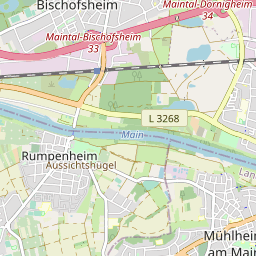 Bischofsheim
Maintal-Dörnigheim
34
Maintal-Bischofsheim
33
L 3268
Main
Rumpenheim
Aussichtshügel
Mühlheim
am Main